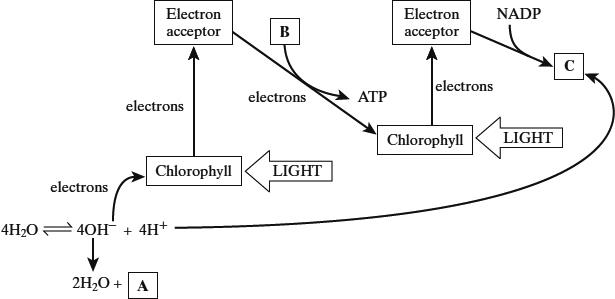 Electron
acceptor
B
Electron
acceptor
NADP
C
electrons
electrons
ATP
electrons
Chlorophyll
LIGHT
Chlorophyll
LIGHT
electrons
4H₂O ⇌ 4OH⁻ + 4H⁺
2H₂O + A